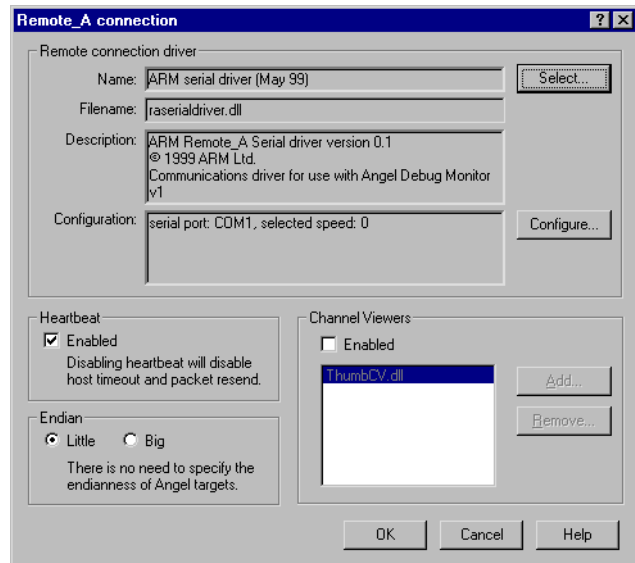 Remote_A connection
Remote connection driver
Name: ARM serial driver (May 99) Select...
Filename: raserialdriver.dll
Description: ARM Remote_A Serial driver version 0.1
© 1999 ARM Ltd.
Communications driver for use with Angel Debug Monitor
v1
Configuration: serial port: COM1, selected speed: 0 Configure...
Heartbeat
Enabled
Disabling heartbeat will disable
host timeout and packet resend.
Endian
Little Big
There is no need to specify the
endianness of Angel targets.
Channel Viewers
Enabled
ThumbCV.dll
Add...
Remove...
OK Cancel Help